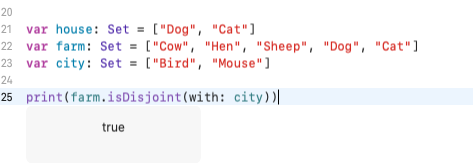 20
21 var house: Set = ["Dog", "Cat"]
22 var farm: Set = ["Cow", "Hen", "Sheep", "Dog", "Cat"]
23 var city: Set = ["Bird", "Mouse"]
24
25 print(farm.isDisjoint(with: city))
true